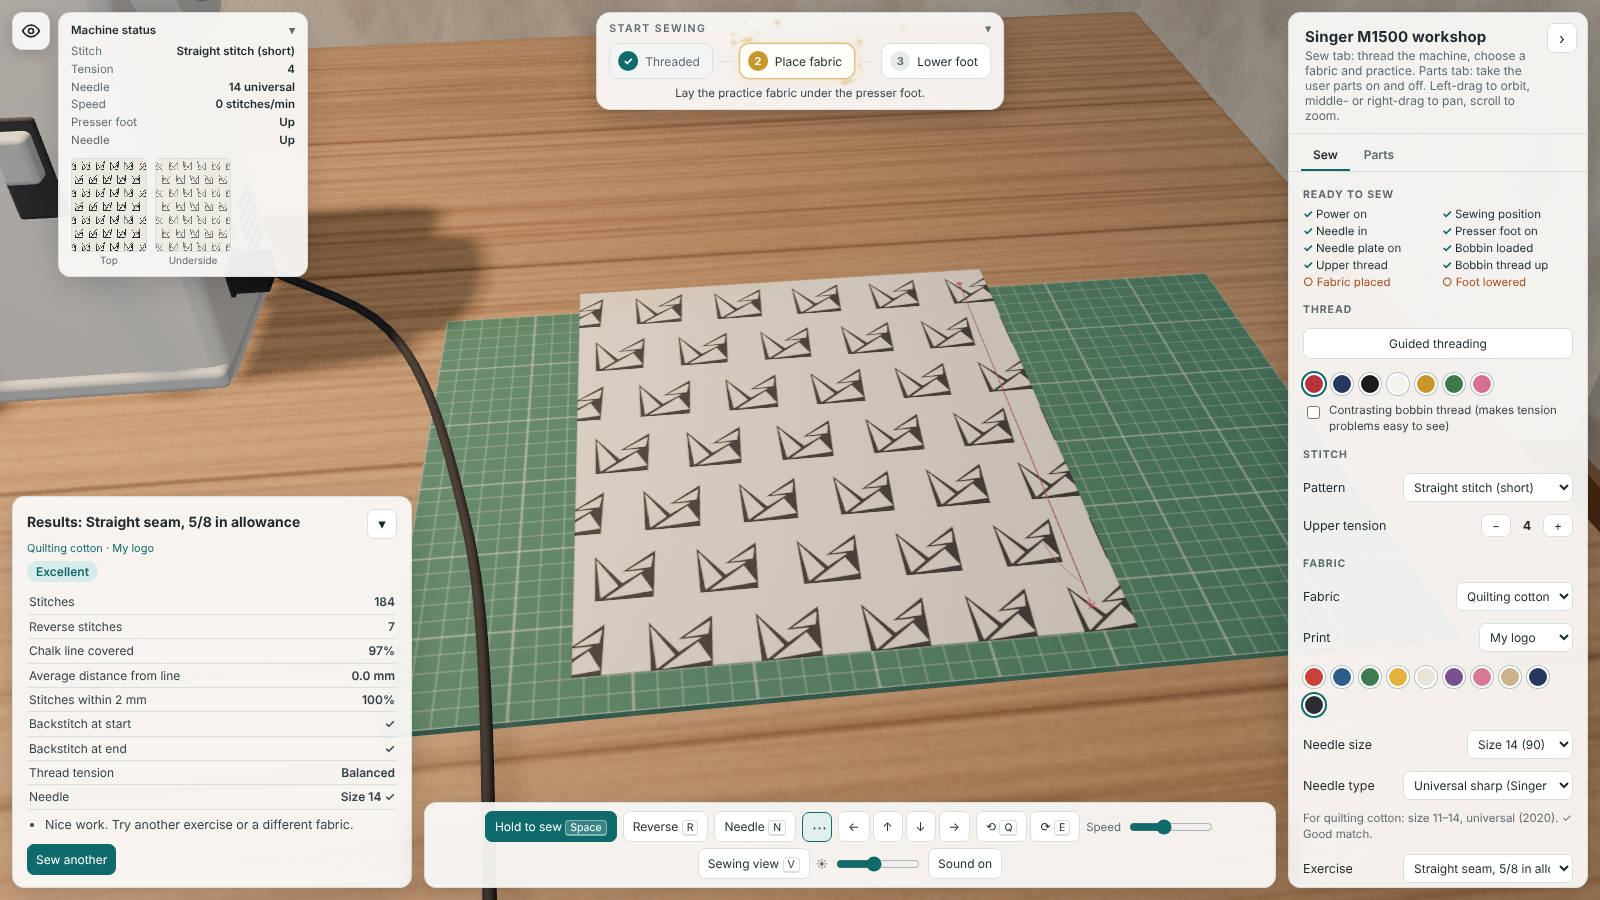 Machine status ▼
Stitch Straight stitch (short)
Tension 4
Needle 14 universal
Speed 0 stitches/min
Presser foot Up
Needle Up
Top Underside
START SEWING ▼
✓ Threaded
2 Place fabric
3 Lower foot
Lay the practice fabric under the presser foot.
Results: Straight seam, 5/8 in allowance ▼
Quilting cotton · My logo
Excellent
Stitches 184
Reverse stitches 7
Chalk line covered 97%
Average distance from line 0.0 mm
Stitches within 2 mm 100%
Backstitch at start ✓
Backstitch at end ✓
Thread tension Balanced
Needle Size 14 ✓
• Nice work. Try another exercise or a different fabric.
Sew another
Hold to sew Space Reverse R Needle N ⋯ ← ↑ ↓ → ⟲ Q ⟳ E Speed
Sewing view V ☀ Sound on
Singer M1500 workshop ›
Sew tab: thread the machine, choose a
fabric and practice. Parts tab: take the
user parts on and off. Left-drag to orbit,
middle- or right-drag to pan, scroll to
zoom.
Sew Parts
READY TO SEW
✓ Power on ✓ Sewing position
✓ Needle in ✓ Presser foot on
✓ Needle plate on ✓ Bobbin loaded
✓ Upper thread ✓ Bobbin thread up
○ Fabric placed ○ Foot lowered
THREAD
Guided threading
Contrasting bobbin thread (makes tension
problems easy to see)
STITCH
Pattern Straight stitch (short)
Upper tension − 4 +
FABRIC
Fabric Quilting cotton
Print My logo
Needle size Size 14 (90)
Needle type Universal sharp (Singer
For quilting cotton: size 11–14, universal (2020). ✓
Good match.
Exercise Straight seam, 5/8 in allo